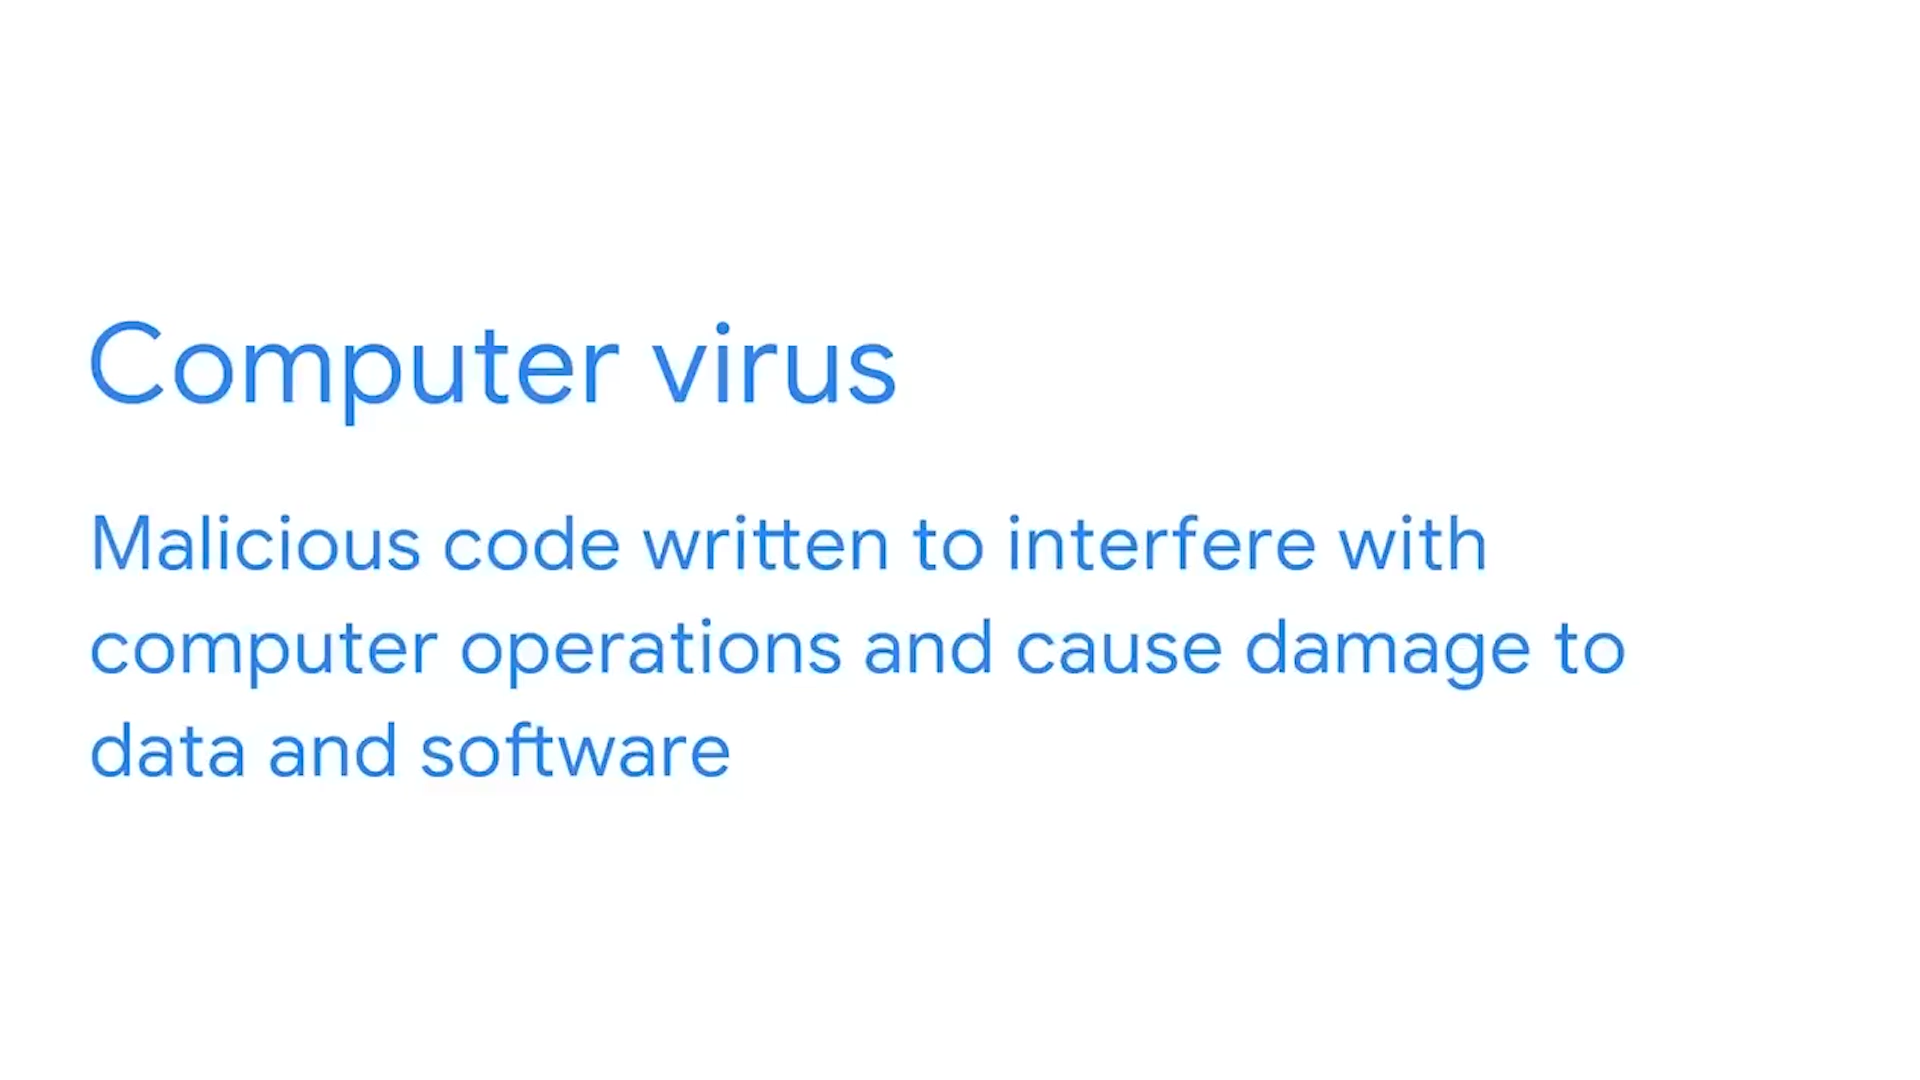 Computer virus
Malicious code written to interfere with
computer operations and cause damage to
data and software